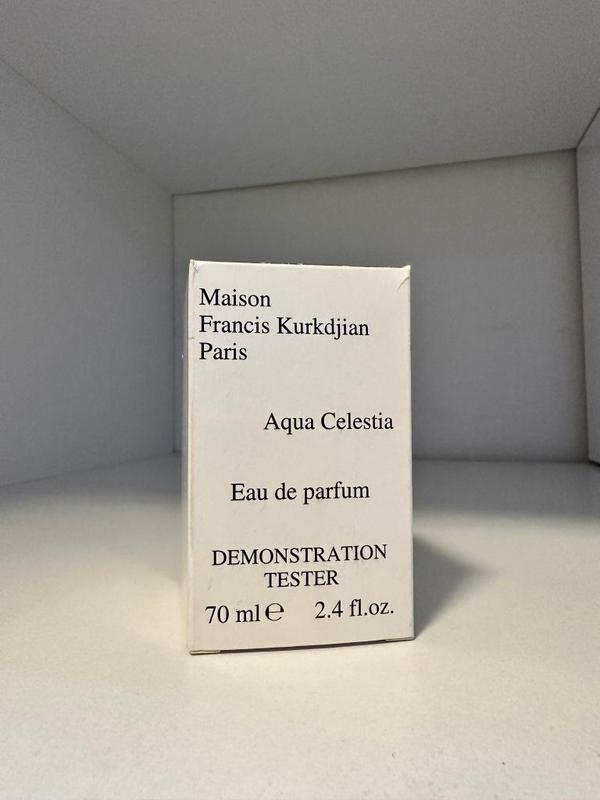 Maison
Francis Kurkdjian
Paris
Aqua Celestia
Eau de parfum
DEMONSTRATION
TESTER
70 ml ℮ 2.4 fl.oz.